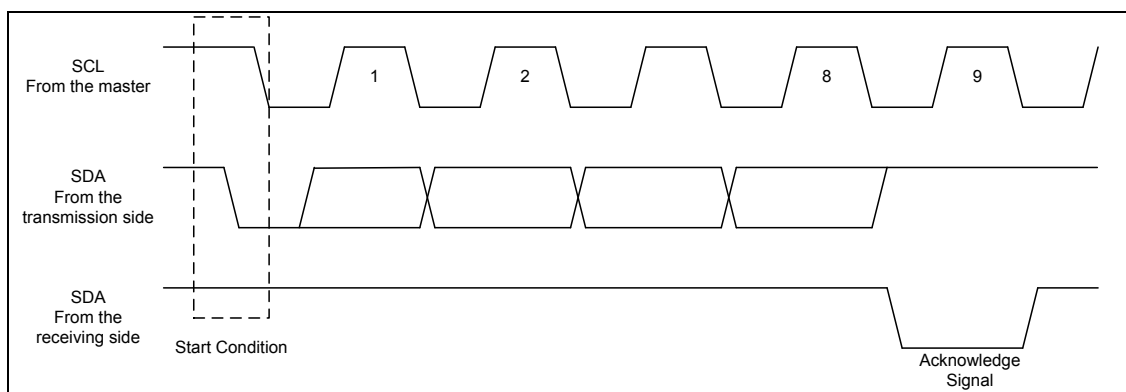 SCL
From the master
1
2
8
9
SDA
From the
transmission side
SDA
From the
receiving side
Start Condition
Acknowledge
Signal